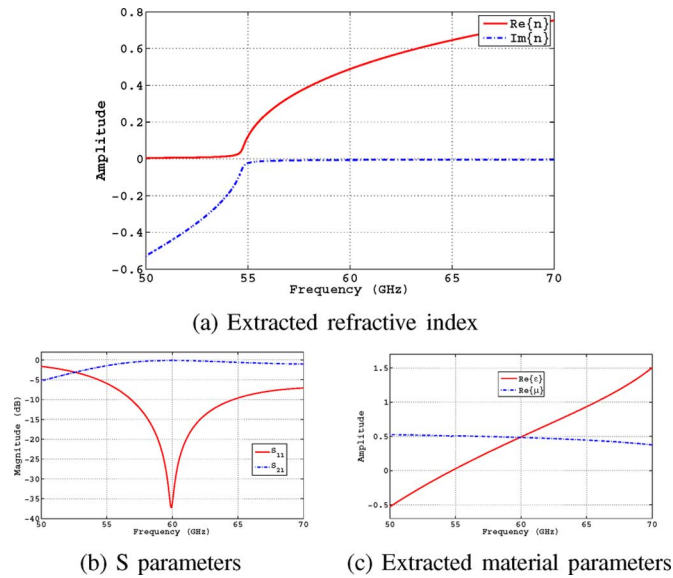 0.8
0.6
0.4
0.2
0
-0.2
-0.4
-0.6
Amplitude
Re{n}
Im{n}
50 55 60 65 70
Frequency (GHz)
(a) Extracted refractive index
0
-5
-10
-15
-20
-25
-30
-35
-40
Magnitude (dB)
S11
S21
50 55 60 65 70
Frequency (GHz)
(b) S parameters
1.5
1
0.5
0
-0.5
Amplitude
Re{ε}
Re{μ}
50 55 60 65 70
Frequency (GHz)
(c) Extracted material parameters